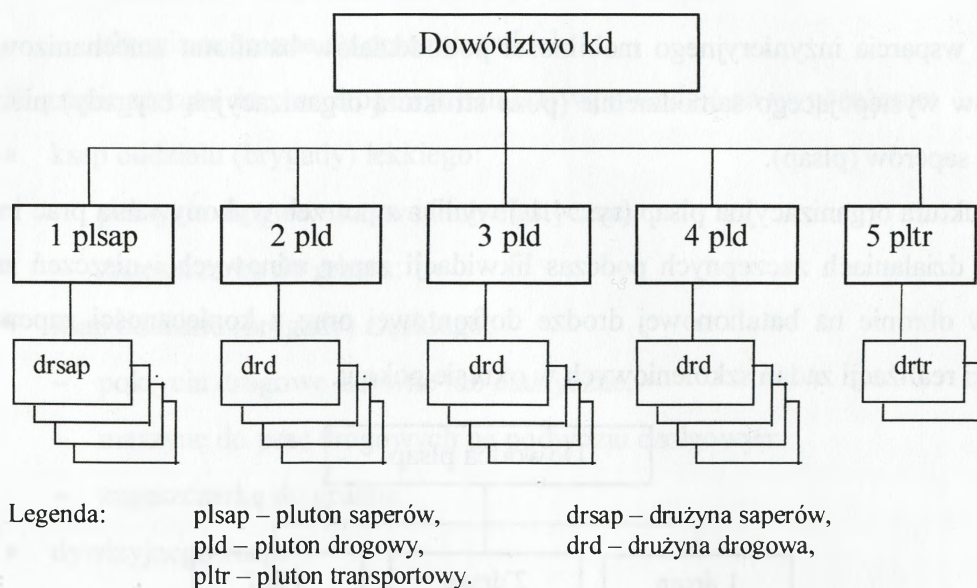 Dowództwo kd
1 plsap 2 pld 3 pld 4 pld 5 pltr
drsap drd drd drd drtr
Legenda: plsap – pluton saperów, drsap – drużyna saperów,
pld – pluton drogowy, drd – drużyna drogowa,
pltr – pluton transportowy.